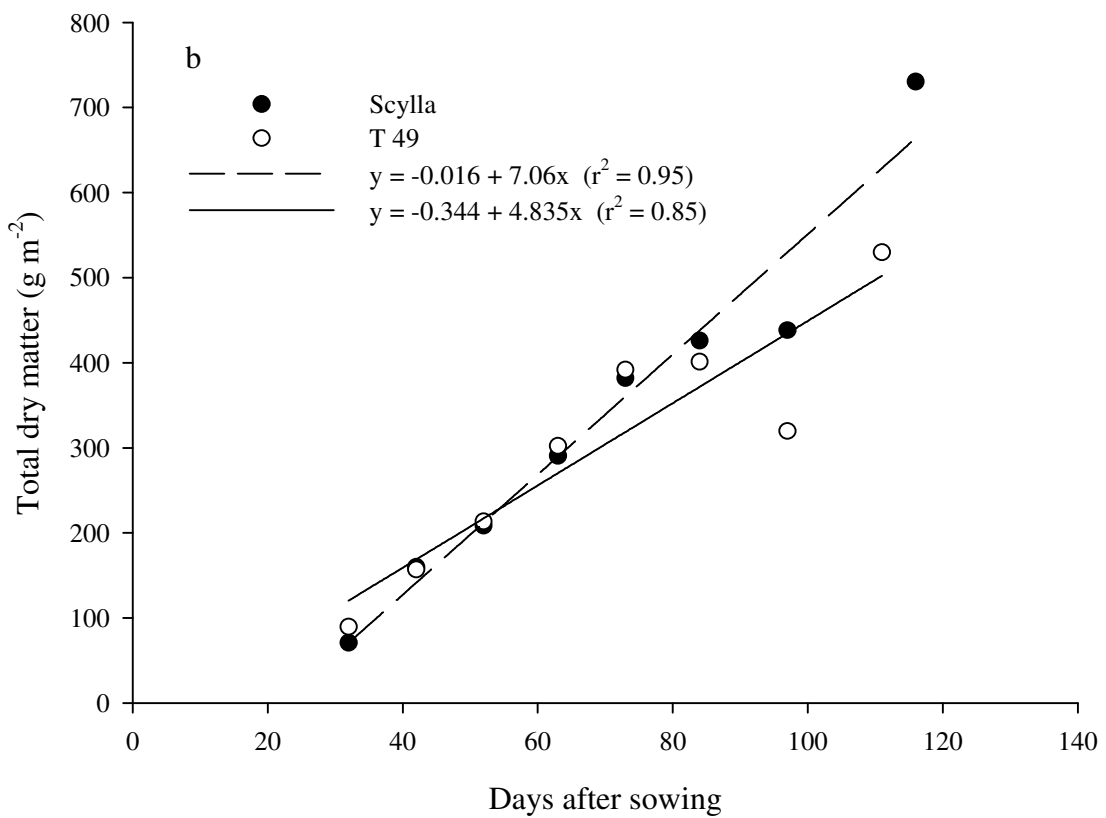 b
Scylla
T 49
y = -0.016 + 7.06x (r² = 0.95)
y = -0.344 + 4.835x (r² = 0.85)
Total dry matter (g m⁻²)
800
700
600
500
400
300
200
100
0
0 20 40 60 80 100 120 140
Days after sowing